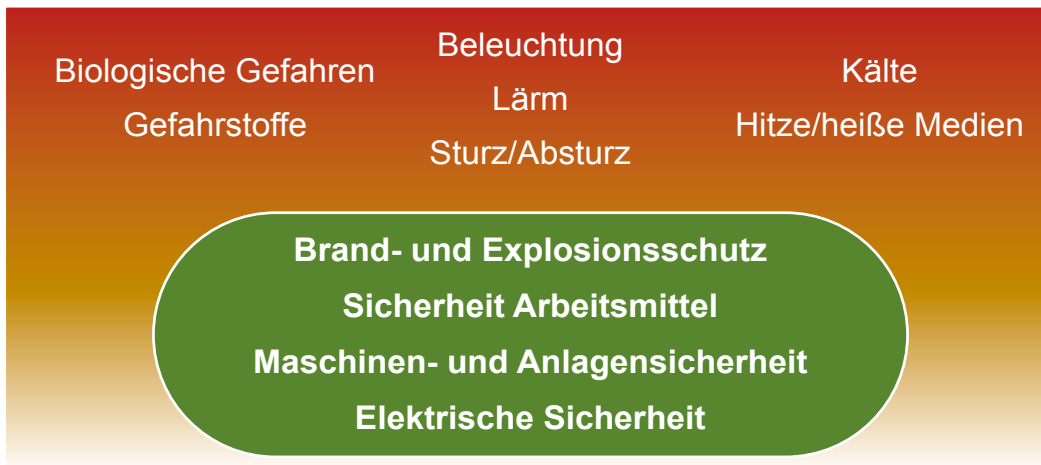 Biologische Gefahren
Gefahrstoffe
Beleuchtung
Lärm
Sturz/Absturz
Kälte
Hitze/heiße Medien
Brand- und Explosionsschutz
Sicherheit Arbeitsmittel
Maschinen- und Anlagensicherheit
Elektrische Sicherheit